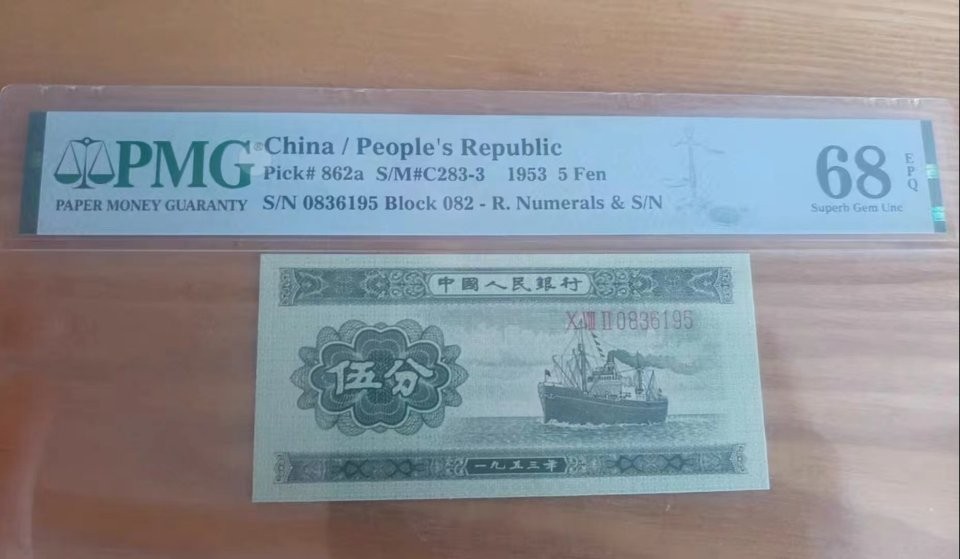 PMG® China / People's Republic
Pick# 862a S/M#C283-3 1953 5 Fen
PAPER MONEY GUARANTY S/N 0836195 Block 082 - R. Numerals & S/N
68 EPQ
Superb Gem Unc
中國人民銀行
X VIII II 0836195
伍分
一九五三年